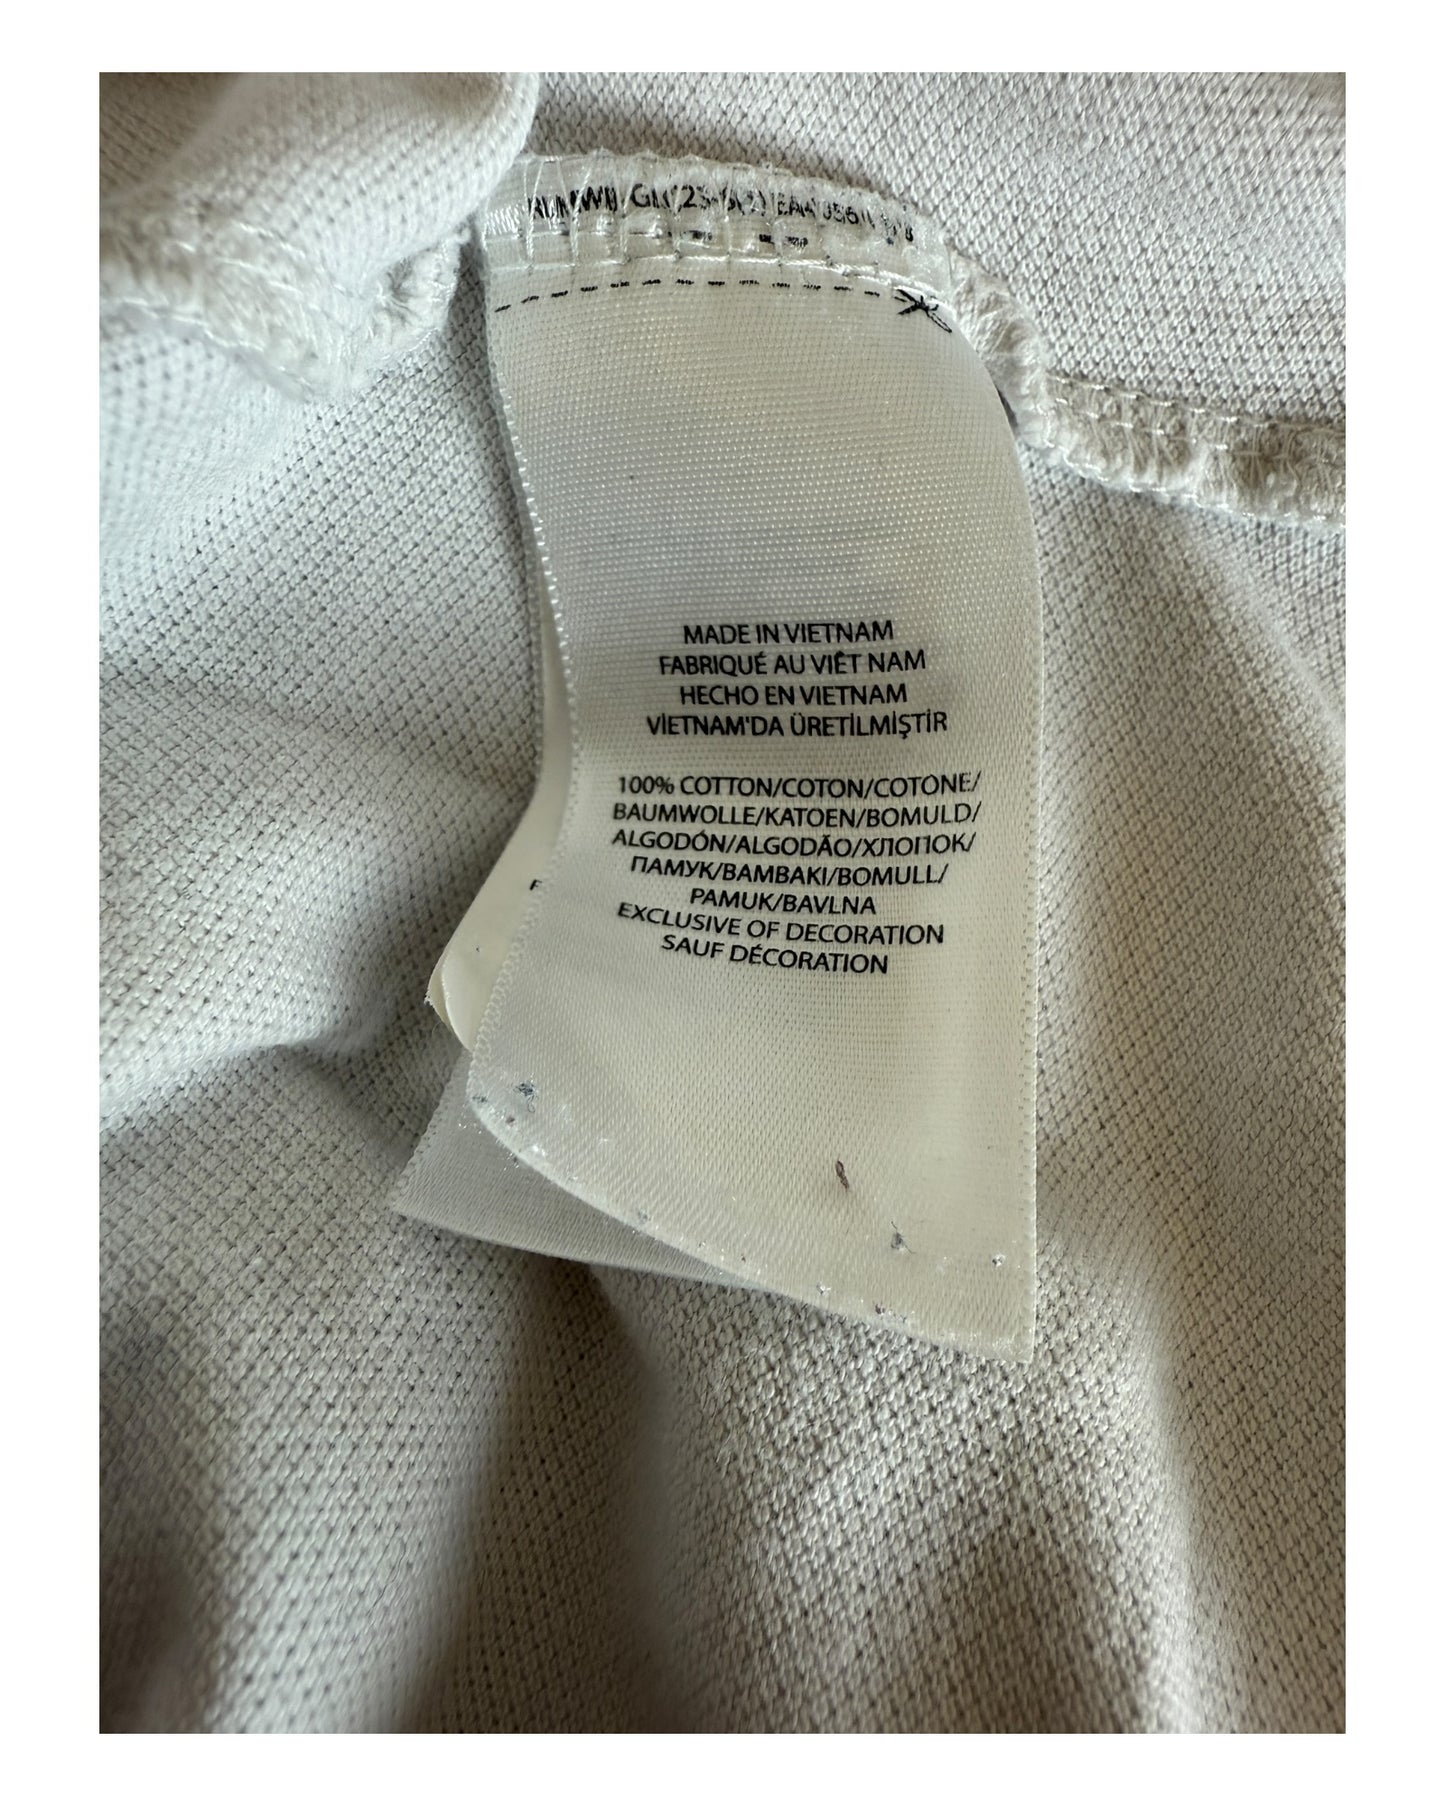 MADE IN VIETNAM
FABRIQUÉ AU VIÊT NAM
HECHO EN VIETNAM
VİETNAM'DA ÜRETİLMİŞTİR
100% COTTON/COTON/COTONE/
BAUMWOLLE/KATOEN/BOMULD/
ALGODÓN/ALGODÃO/ХЛОПОК/
ПАМУК/BAMBAKI/BOMULL/
PAMUK/BAVLNA
EXCLUSIVE OF DECORATION
SAUF DÉCORATION